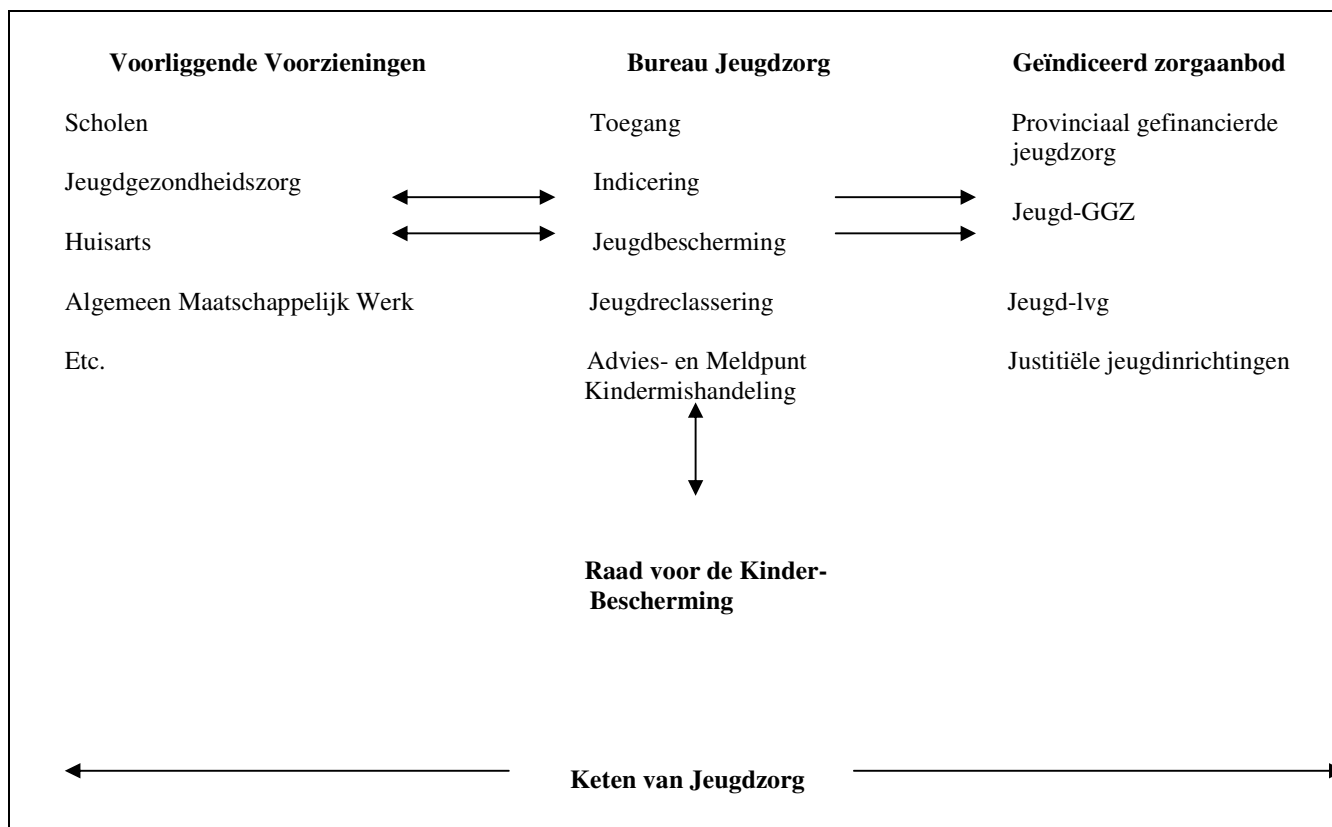 Voorliggende Voorzieningen
Scholen
Jeugdgezondheidszorg
Huisarts
Algemeen Maatschappelijk Werk
Etc.
Bureau Jeugdzorg
Toegang
Indicering
Jeugdbescherming
Jeugdreclassering
Advies- en Meldpunt
Kindermishandeling
Raad voor de Kinder-
Bescherming
Geïndiceerd zorgaanbod
Provinciaal gefinancierde
jeugdzorg
Jeugd-GGZ
Jeugd-lvg
Justitiële jeugdinrichtingen
Keten van Jeugdzorg